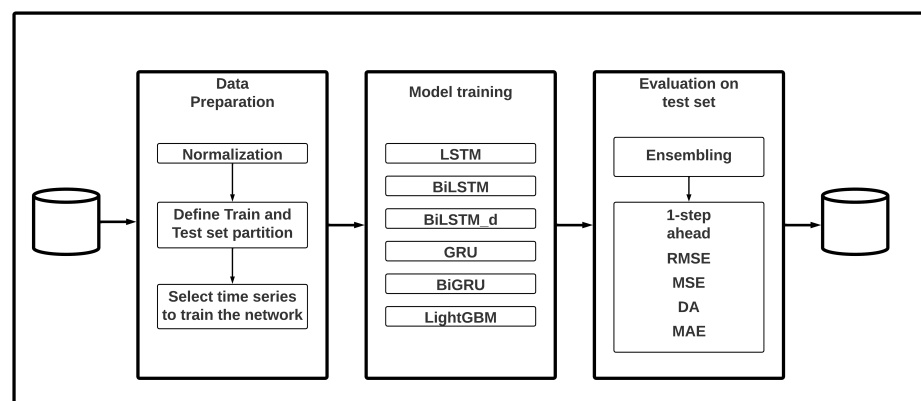 Data
Preparation
Normalization
Define Train and
Test set partition
Select time series
to train the network
Model training
LSTM
BiLSTM
BiLSTM_d
GRU
BiGRU
LightGBM
Evaluation on
test set
Ensembling
1-step
ahead
RMSE
MSE
DA
MAE